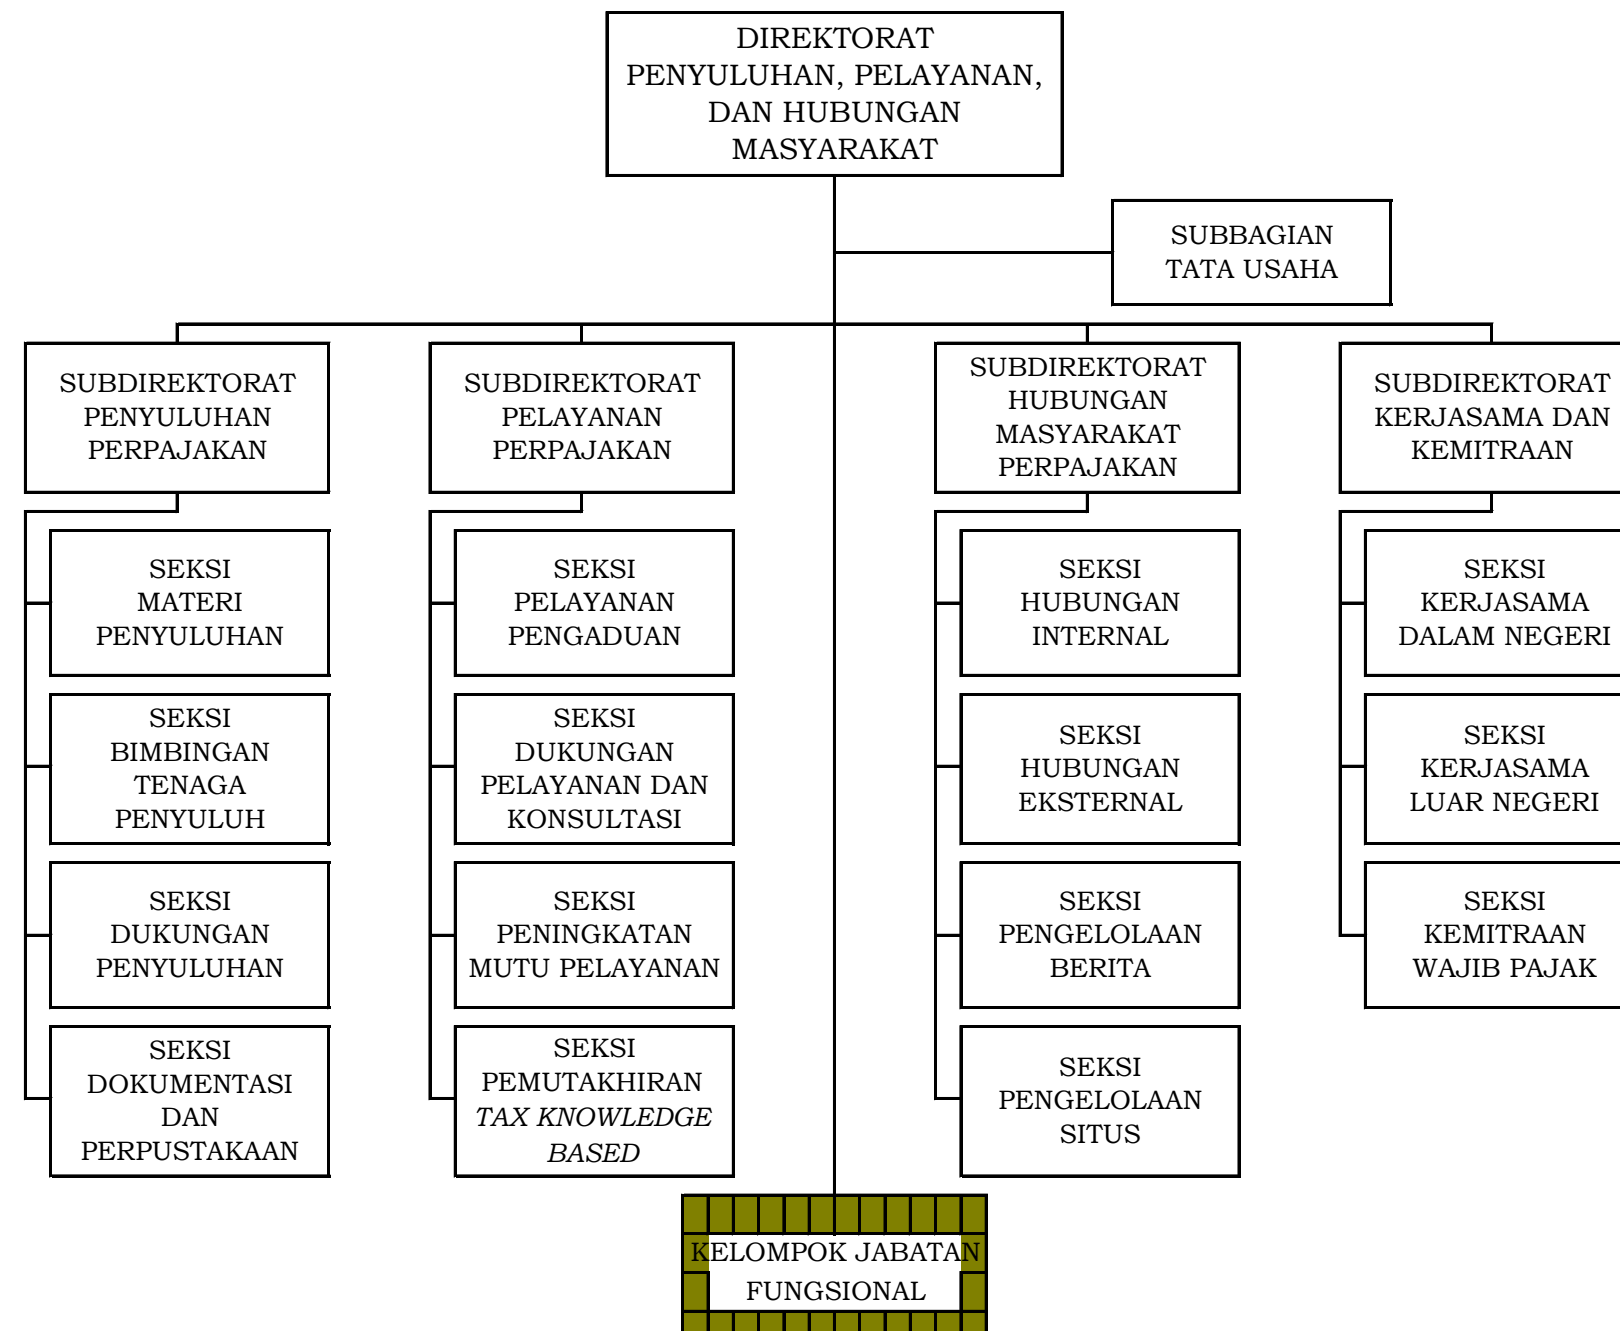 DIREKTORAT
PENYULUHAN, PELAYANAN,
DAN HUBUNGAN
MASYARAKAT
SUBBAGIAN
TATA USAHA
SUBDIREKTORAT
PENYULUHAN
PERPAJAKAN
SEKSI
MATERI
PENYULUHAN
SEKSI
BIMBINGAN
TENAGA
PENYULUH
SEKSI
DUKUNGAN
PENYULUHAN
SEKSI
DOKUMENTASI
DAN
PERPUSTAKAAN
SUBDIREKTORAT
PELAYANAN
PERPAJAKAN
SEKSI
PELAYANAN
PENGADUAN
SEKSI
DUKUNGAN
PELAYANAN DAN
KONSULTASI
SEKSI
PENINGKATAN
MUTU PELAYANAN
SEKSI
PEMUTAKHIRAN
TAX KNOWLEDGE
BASED
SUBDIREKTORAT
HUBUNGAN
MASYARAKAT
PERPAJAKAN
SEKSI
HUBUNGAN
INTERNAL
SEKSI
HUBUNGAN
EKSTERNAL
SEKSI
PENGELOLAAN
BERITA
SEKSI
PENGELOLAAN
SITUS
SUBDIREKTORAT
KERJASAMA DAN
KEMITRAAN
SEKSI
KERJASAMA
DALAM NEGERI
SEKSI
KERJASAMA
LUAR NEGERI
SEKSI
KEMITRAAN
WAJIB PAJAK
KELOMPOK JABATAN
FUNGSIONAL